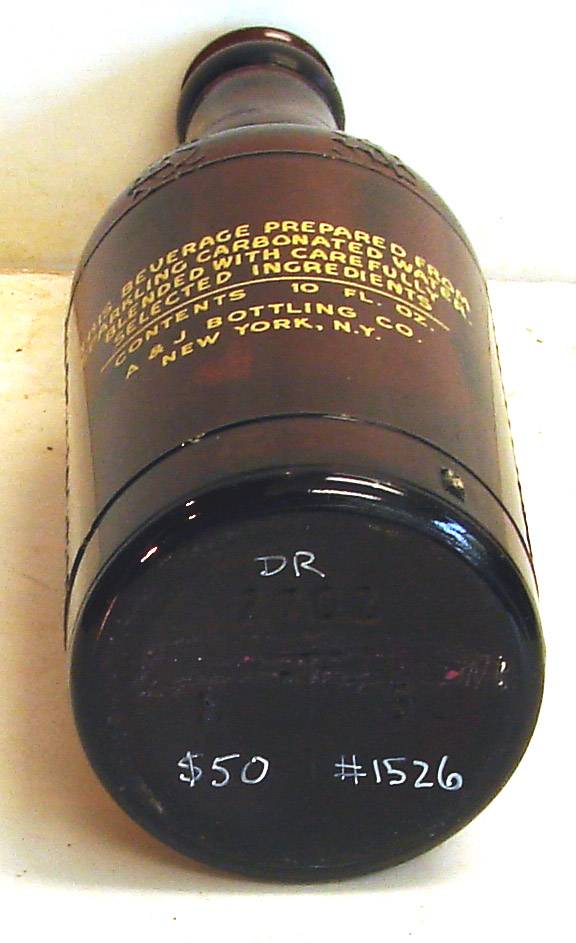 THIS BEVERAGE PREPARED FROM
SPARKLING CARBONATED WATER.
BLENDED WITH CAREFULLY
SELECTED INGREDIENTS
CONTENTS 10 FL. OZ.
A & J BOTTLING CO.
NEW YORK, N.Y.
DR
7702
$50 #1526